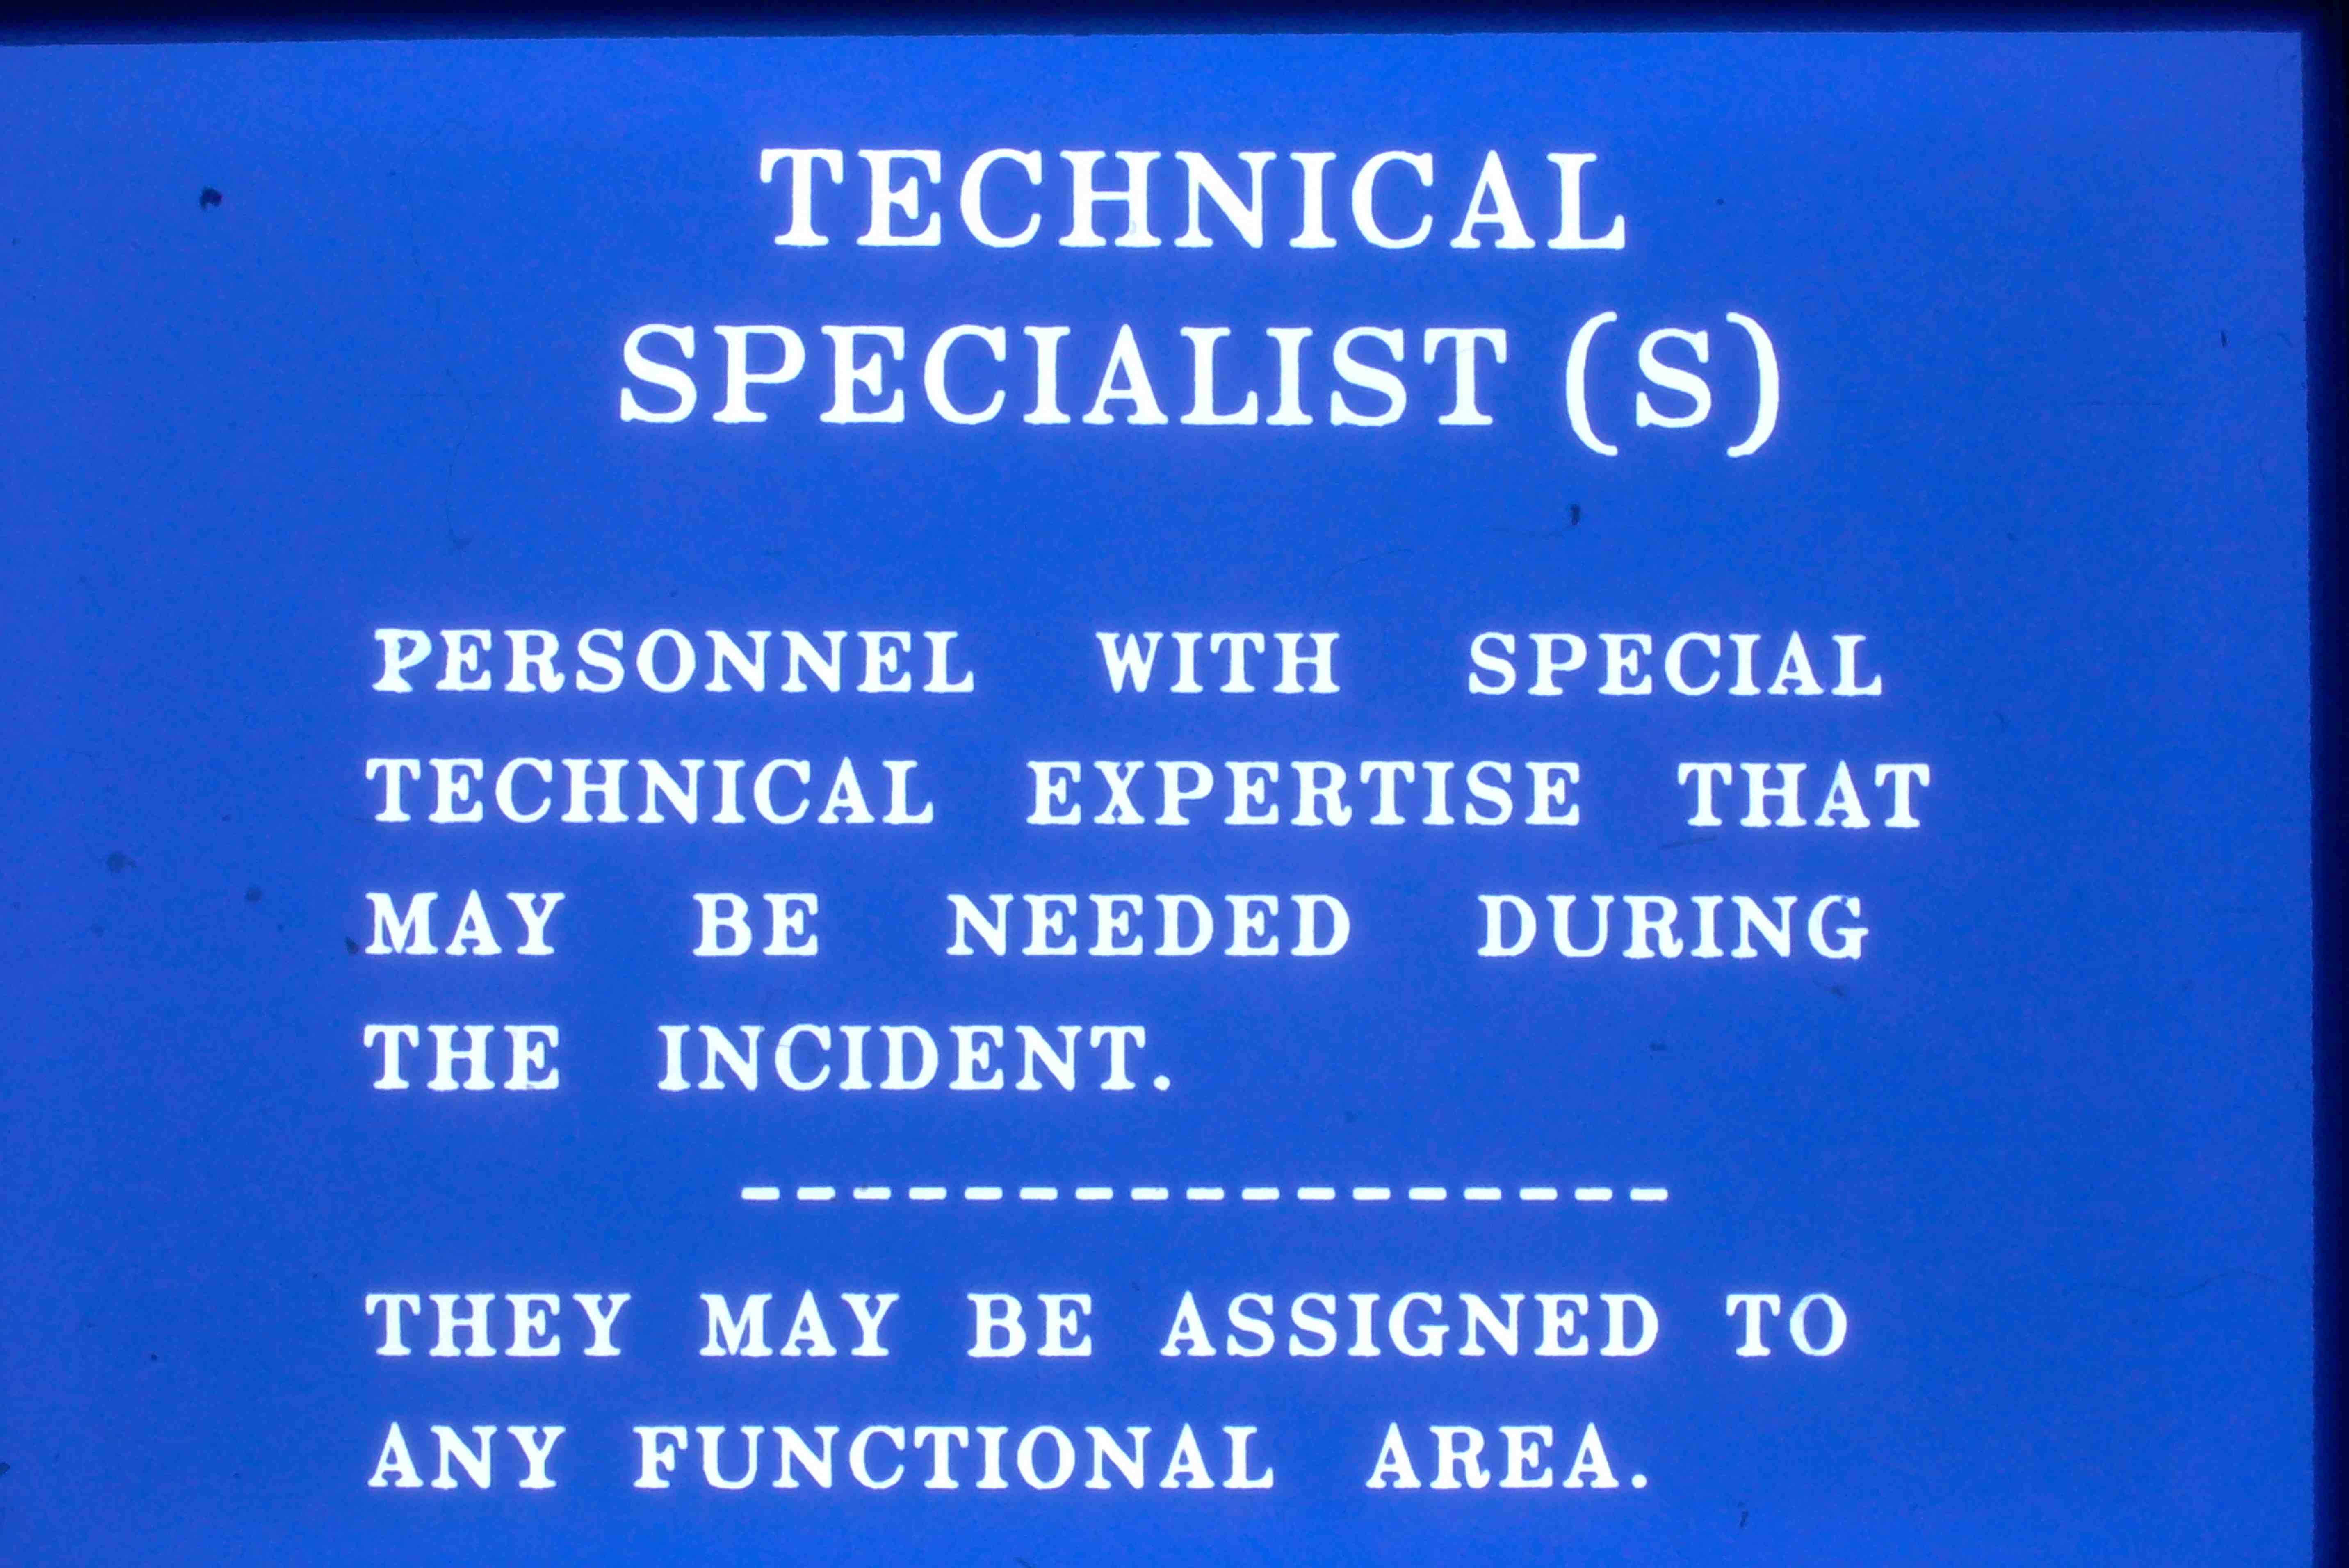 TECHNICAL
SPECIALIST (S)
PERSONNEL WITH SPECIAL
TECHNICAL EXPERTISE THAT
MAY BE NEEDED DURING
THE INCIDENT.
-----------------
THEY MAY BE ASSIGNED TO
ANY FUNCTIONAL AREA.